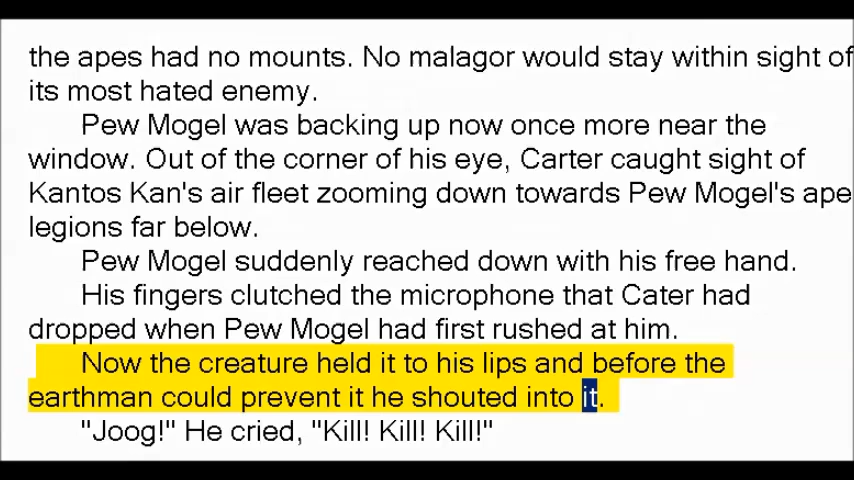 the apes had no mounts. No malagor would stay within sight of
its most hated enemy.
Pew Mogel was backing up now once more near the
window. Out of the corner of his eye, Carter caught sight of
Kantos Kan's air fleet zooming down towards Pew Mogel's ape
legions far below.
Pew Mogel suddenly reached down with his free hand.
His fingers clutched the microphone that Cater had
dropped when Pew Mogel had first rushed at him.
Now the creature held it to his lips and before the
earthman could prevent it he shouted into it.
"Joog!" He cried, "Kill! Kill! Kill!"